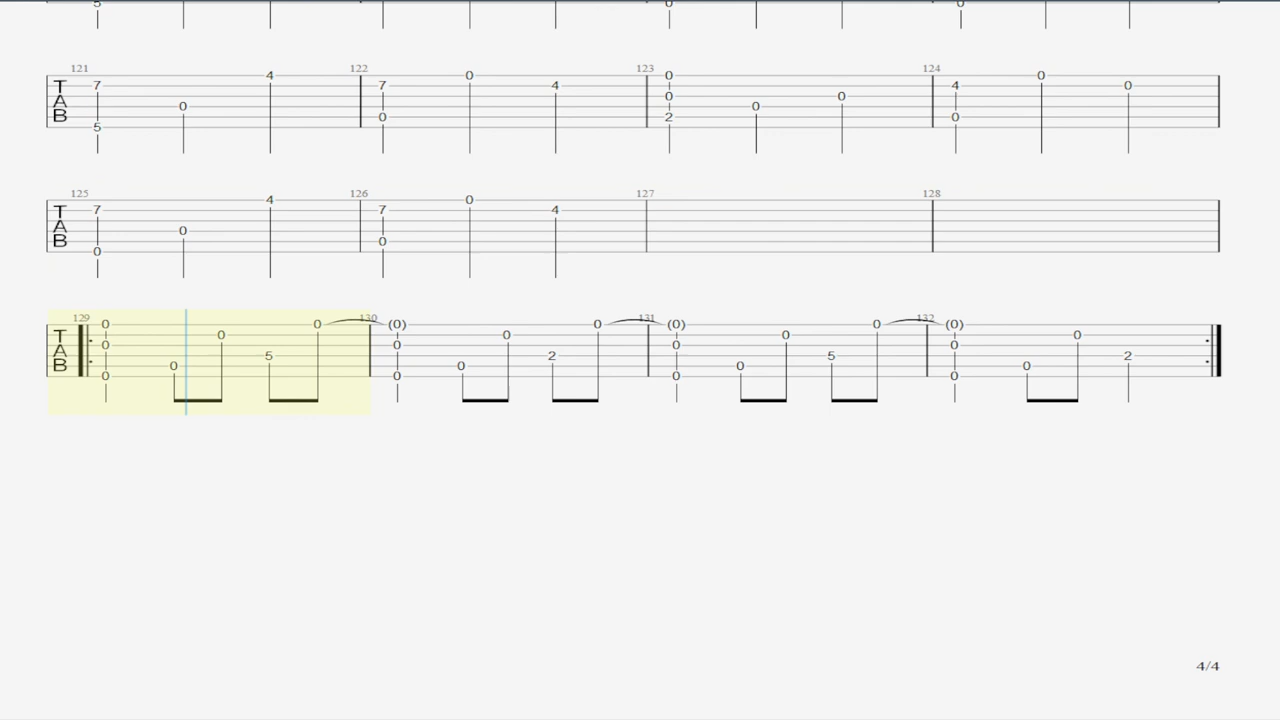 5 0 0
121 122 123 124
4 0 0 0
T 7 7 4 4 0
A 0 0
B 0 0 0 2 0
5
125 126 127 128
4 0
T 7 7 4
A 0
B 0
0
129 130 131 132
0 0 (0) 0 (0) 0 (0)
T 0 0 0 0
A 0 0 0 0
5 2 5 2
B 0 0 0 0
0 0 0 0
4/4